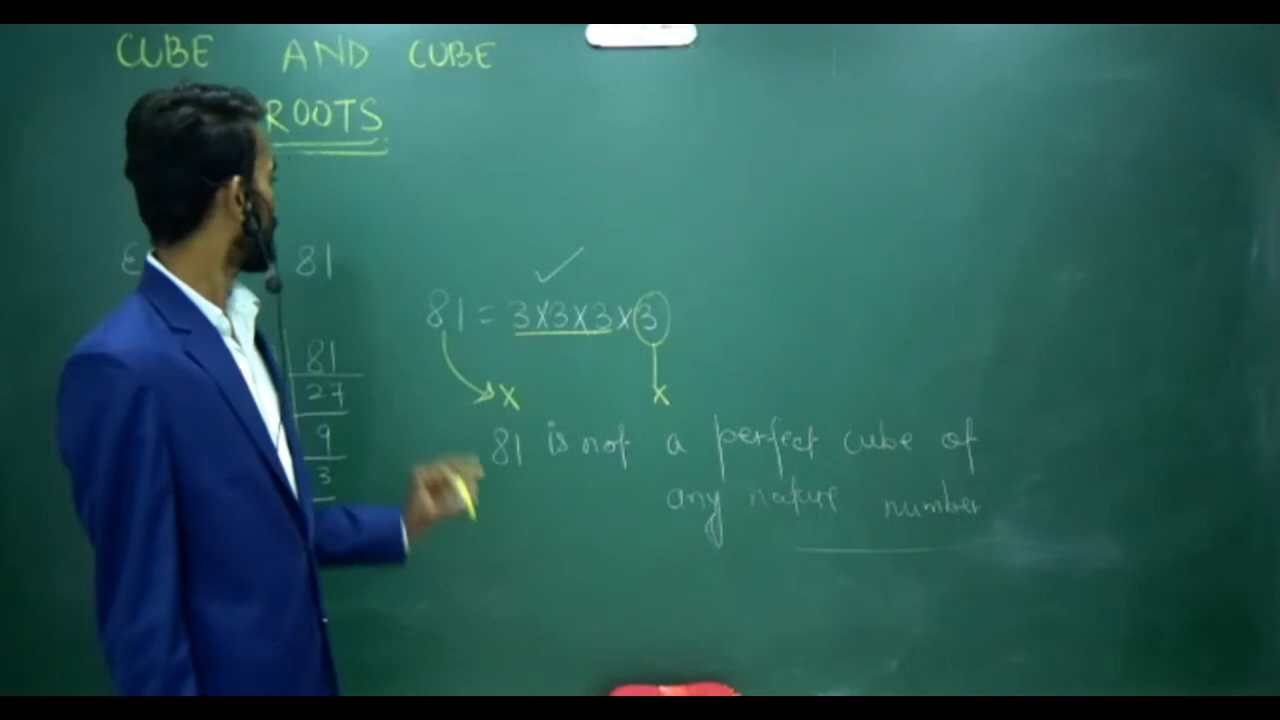 CUBE AND CUBE
ROOTS
81
81 = 3x3x3x3
81
27
9
3
x x
81 is not a perfect cube of
any nature number